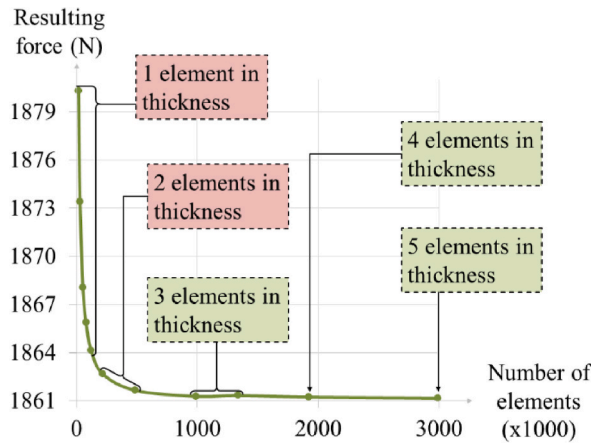 Resulting
force (N)
1 element in
thickness
1879
4 elements in
thickness
1876
2 elements in
thickness
1873
1870
5 elements in
thickness
3 elements in
thickness
1867
1864
1861
Number of
elements
(x1000)
0
1000
2000
3000